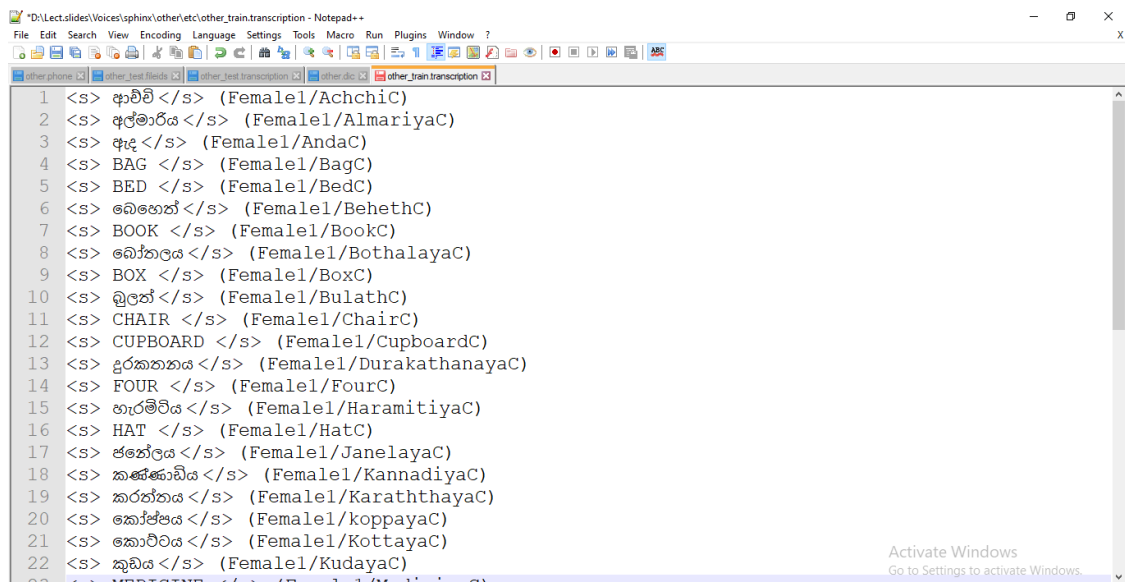 *D:\Lect.slides\Voices\sphinx\other\etc\other_train.transcription - Notepad++
File Edit Search View Encoding Language Settings Tools Macro Run Plugins Window ? X
ABC
other.phone other_test.fileids other_test.transcription other.dic other_train.transcription
1 <s> ආච්චි </s> (Female1/AchchiC)
2 <s> අල්මාරිය </s> (Female1/AlmariyaC)
3 <s> ඇඳ </s> (Female1/AndaC)
4 <s> BAG </s> (Female1/BagC)
5 <s> BED </s> (Female1/BedC)
6 <s> බෙහෙත් </s> (Female1/BehethC)
7 <s> BOOK </s> (Female1/BookC)
8 <s> බෝතලය </s> (Female1/BothalayaC)
9 <s> BOX </s> (Female1/BoxC)
10 <s> බුලත් </s> (Female1/BulathC)
11 <s> CHAIR </s> (Female1/ChairC)
12 <s> CUPBOARD </s> (Female1/CupboardC)
13 <s> දුරකතනය </s> (Female1/DurakathanayaC)
14 <s> FOUR </s> (Female1/FourC)
15 <s> හැරමිටිය </s> (Female1/HaramitiyaC)
16 <s> HAT </s> (Female1/HatC)
17 <s> ජනේලය </s> (Female1/JanelayaC)
18 <s> කණ්ණාඩිය </s> (Female1/KannadiyaC)
19 <s> කරත්තය </s> (Female1/KaraththayaC)
20 <s> කෝප්පය </s> (Female1/koppayaC)
21 <s> කොට්ටය </s> (Female1/KottayaC)
22 <s> කුඩය </s> (Female1/KudayaC)
Activate Windows
Go to Settings to activate Windows.